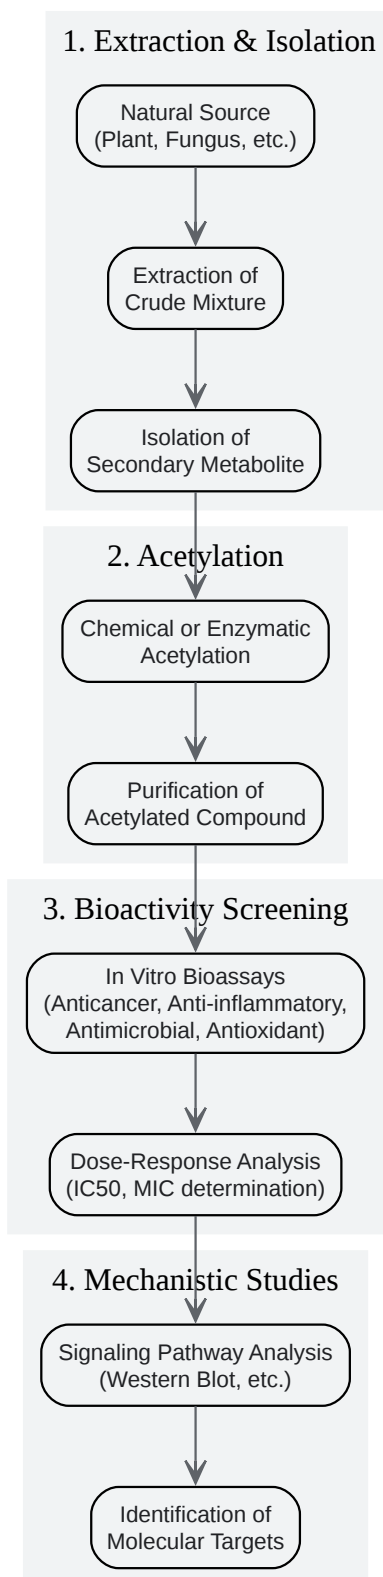 1. Extraction & Isolation
Natural Source
(Plant, Fungus, etc.)
Extraction of
Crude Mixture
Isolation of
Secondary Metabolite
2. Acetylation
Chemical or Enzymatic
Acetylation
Purification of
Acetylated Compound
3. Bioactivity Screening
In Vitro Bioassays
(Anticancer, Anti-inflammatory,
Antimicrobial, Antioxidant)
Dose-Response Analysis
(IC50, MIC determination)
4. Mechanistic Studies
Signaling Pathway Analysis
(Western Blot, etc.)
Identification of
Molecular Targets